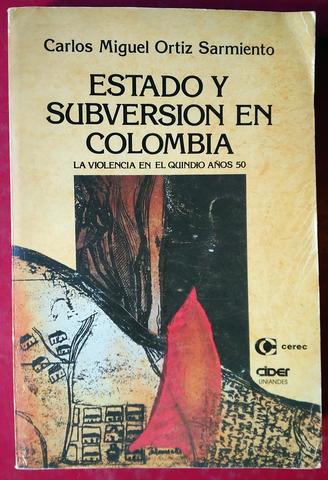 Carlos Miguel Ortiz Sarmiento
ESTADO Y
SUBVERSION EN
COLOMBIA
LA VIOLENCIA EN EL QUINDIO AÑOS 50
cerec
CIDER
UNIANDES